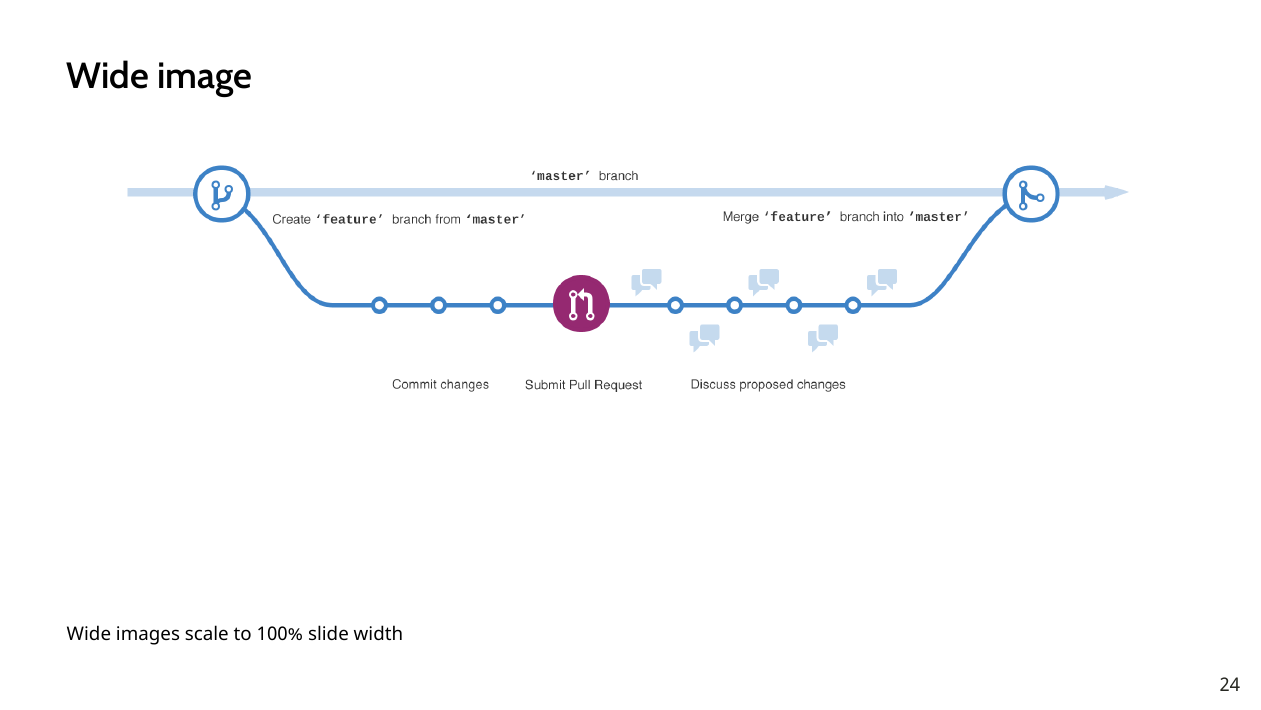 Wide image
‘master’ branch
Create ‘feature’ branch from ‘master’
Merge ‘feature’ branch into ’master’
Commit changes
Submit Pull Request
Discuss proposed changes
Wide images scale to 100% slide width
24